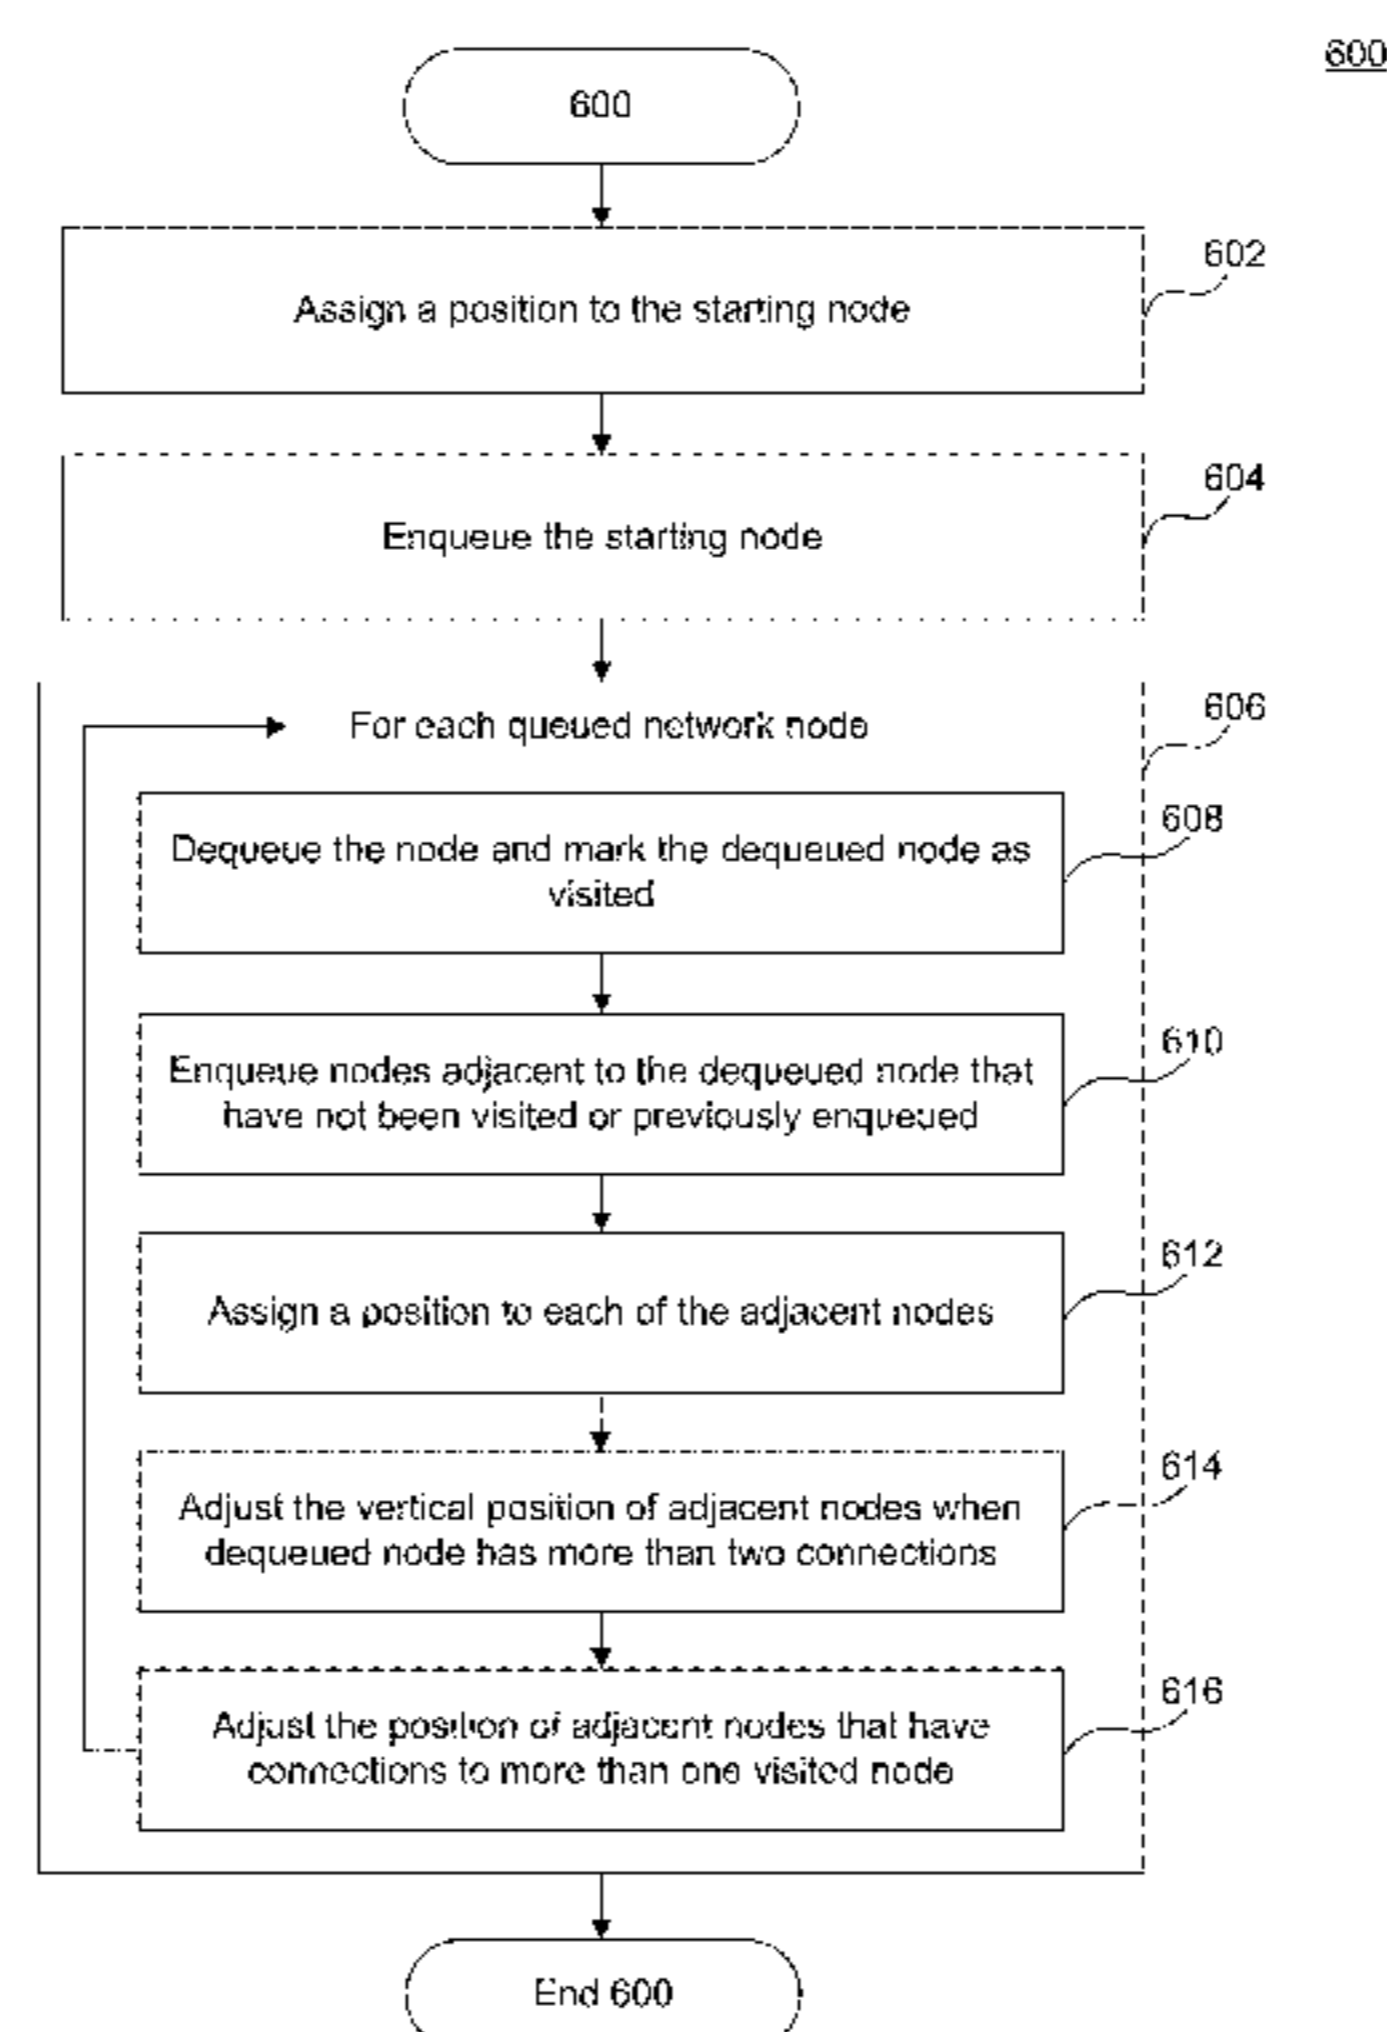 600
600
Assign a position to the starting node
602
Enqueue the starting node
604
For each queued network node
606
Dequeue the node and mark the dequeued node as
visited
608
Enqueue nodes adjacent to the dequeued node that
have not been visited or previously enqueued
610
Assign a position to each of the adjacent nodes
612
Adjust the vertical position of adjacent nodes when
dequeued node has more than two connections
614
Adjust the position of adjacent nodes that have
connections to more than one visited node
616
End 600